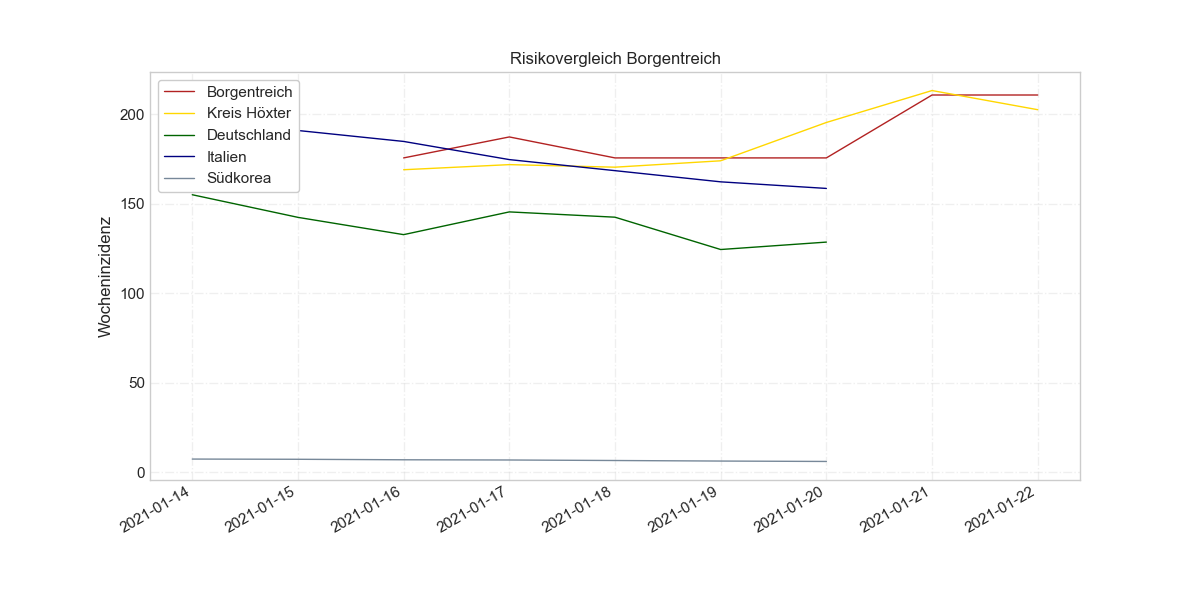 Risikovergleich Borgentreich
Borgentreich
Kreis Höxter
Deutschland
Italien
Südkorea
Wocheninzidenz
200
150
100
50
0
2021-01-14
2021-01-15
2021-01-16
2021-01-17
2021-01-18
2021-01-19
2021-01-20
2021-01-21
2021-01-22